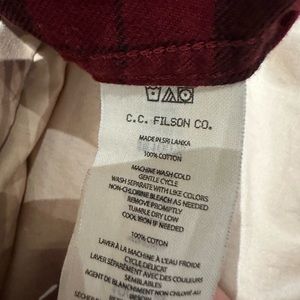 C.C. FILSON CO.
MADE IN SRI LANKA
100% COTTON
MACHINE WASH COLD
GENTLE CYCLE
WASH SEPARATE WITH LIKE COLORS
NON-CHLORINE BLEACH AS NEEDED
REMOVE PROMPTLY
TUMBLE DRY LOW
COOL IRON IF NEEDED
100% COTON
LAVER À LA MACHINE À L'EAU FROIDE
CYCLE DÉLICAT
LAVER SÉPARÉMENT AVEC DES COULEURS
SEMBLABLES
AGENT DE BLANCHIMENT NON CHLORÉ AU